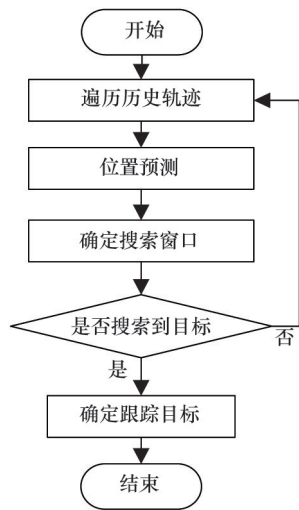 开始
遍历历史轨迹
位置预测
确定搜索窗口
是否搜索到目标
否
是
确定跟踪目标
结束